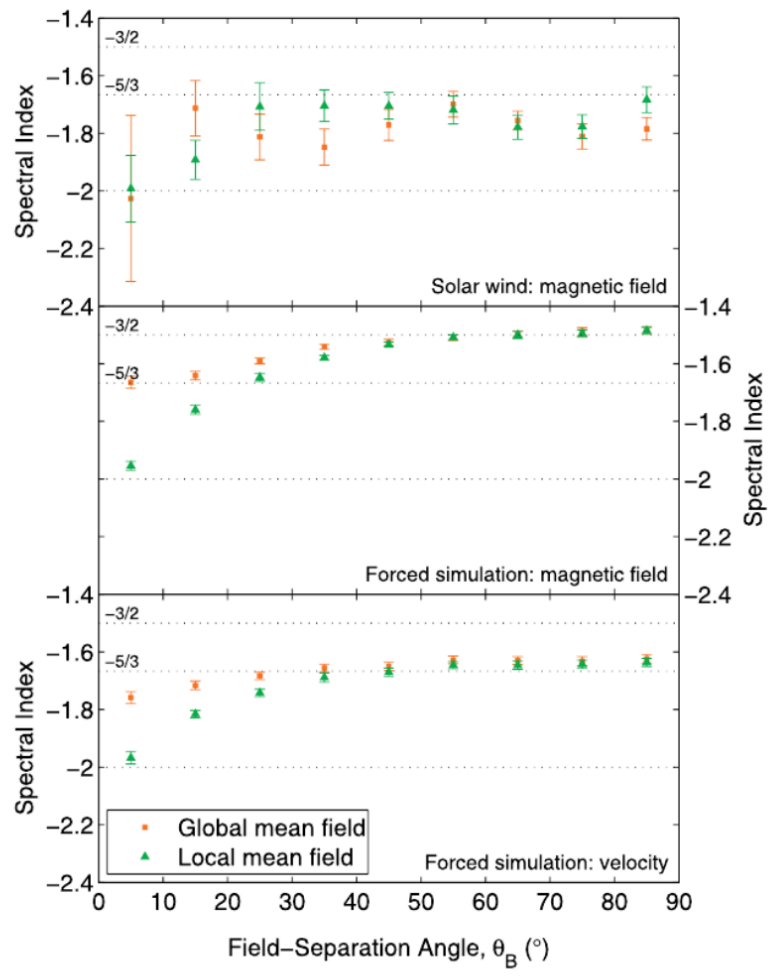 −1.4
−3/2
−1.6
−5/3
−1.8
−2
−2.2
−2.4
Spectral Index
Solar wind: magnetic field
−1.4
−3/2
−1.6
−5/3
−1.8
−2
−2.2
−2.4
Spectral Index
Forced simulation: magnetic field
−1.4
−3/2
−1.6
−5/3
−1.8
−2
−2.2
−2.4
Spectral Index
Global mean field
Local mean field
Forced simulation: velocity
0 10 20 30 40 50 60 70 80 90
Field−Separation Angle, θB (°)